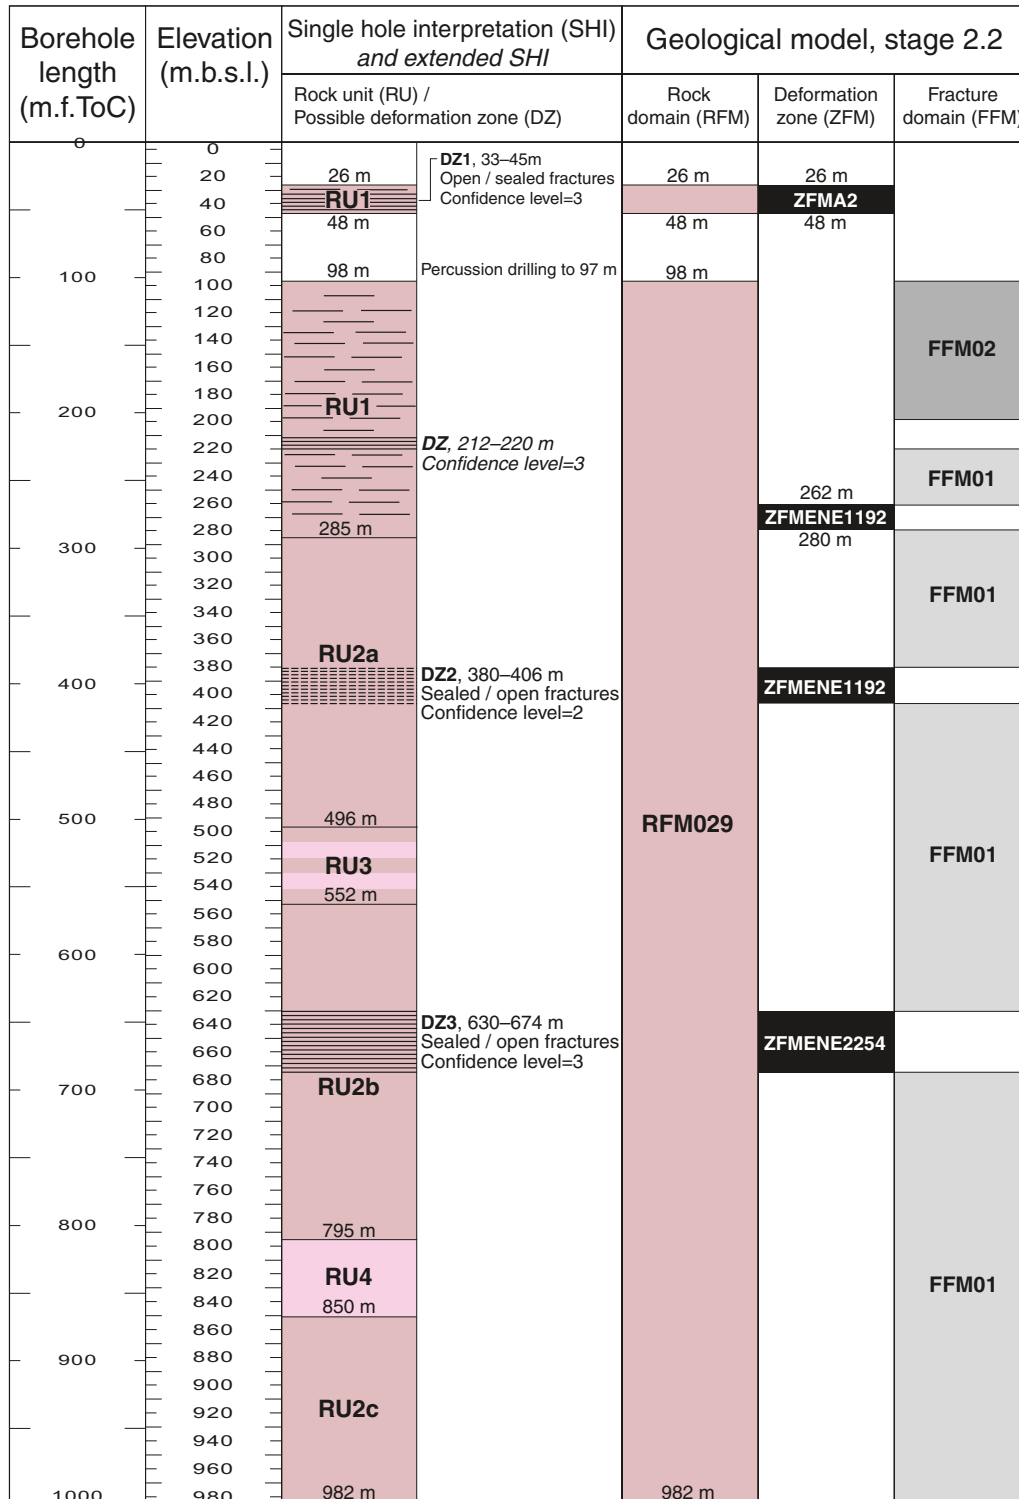 Borehole
length
(m.f.ToC)
Elevation
(m.b.s.l.)
Single hole interpretation (SHI)
and extended SHI
Geological model, stage 2.2
Rock unit (RU) /
Possible deformation zone (DZ)
Rock
domain (RFM)
Deformation
zone (ZFM)
Fracture
domain (FFM)
0
100
200
300
400
500
600
700
800
900
1000
0
20
40
60
80
100
120
140
160
180
200
220
240
260
280
300
320
340
360
380
400
420
440
460
480
500
520
540
560
580
600
620
640
660
680
700
720
740
760
780
800
820
840
860
880
900
920
940
960
980
26 m
RU1
48 m
98 m
RU1
285 m
RU2a
496 m
RU3
552 m
RU2b
795 m
RU4
850 m
RU2c
982 m
DZ1, 33–45m
Open / sealed fractures
Confidence level=3
Percussion drilling to 97 m
DZ, 212–220 m
Confidence level=3
DZ2, 380–406 m
Sealed / open fractures
Confidence level=2
DZ3, 630–674 m
Sealed / open fractures
Confidence level=3
26 m
48 m
98 m
RFM029
982 m
26 m
ZFMA2
48 m
262 m
ZFMENE1192
280 m
ZFMENE1192
ZFMENE2254
FFM02
FFM01
FFM01
FFM01
FFM01